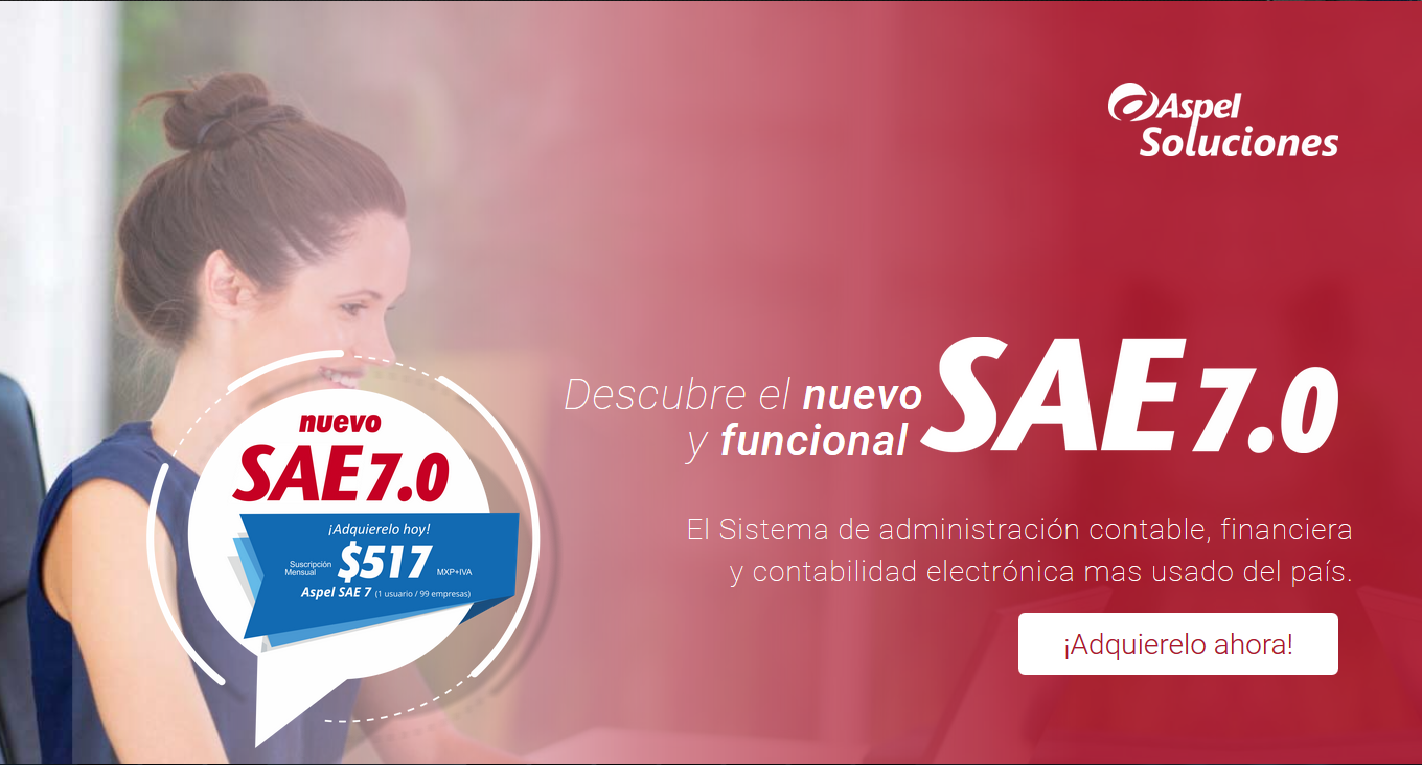 Aspel
Soluciones
Descubre el nuevo
y funcional
SAE 7.0
El Sistema de administración contable, financiera
y contabilidad electrónica mas usado del país.
¡Adquierelo ahora!
nuevo
SAE 7.0
¡Adquierelo hoy!
Suscripción
Mensual
$517
MXP+IVA
Aspel SAE 7 (1 usuario / 99 empresas)